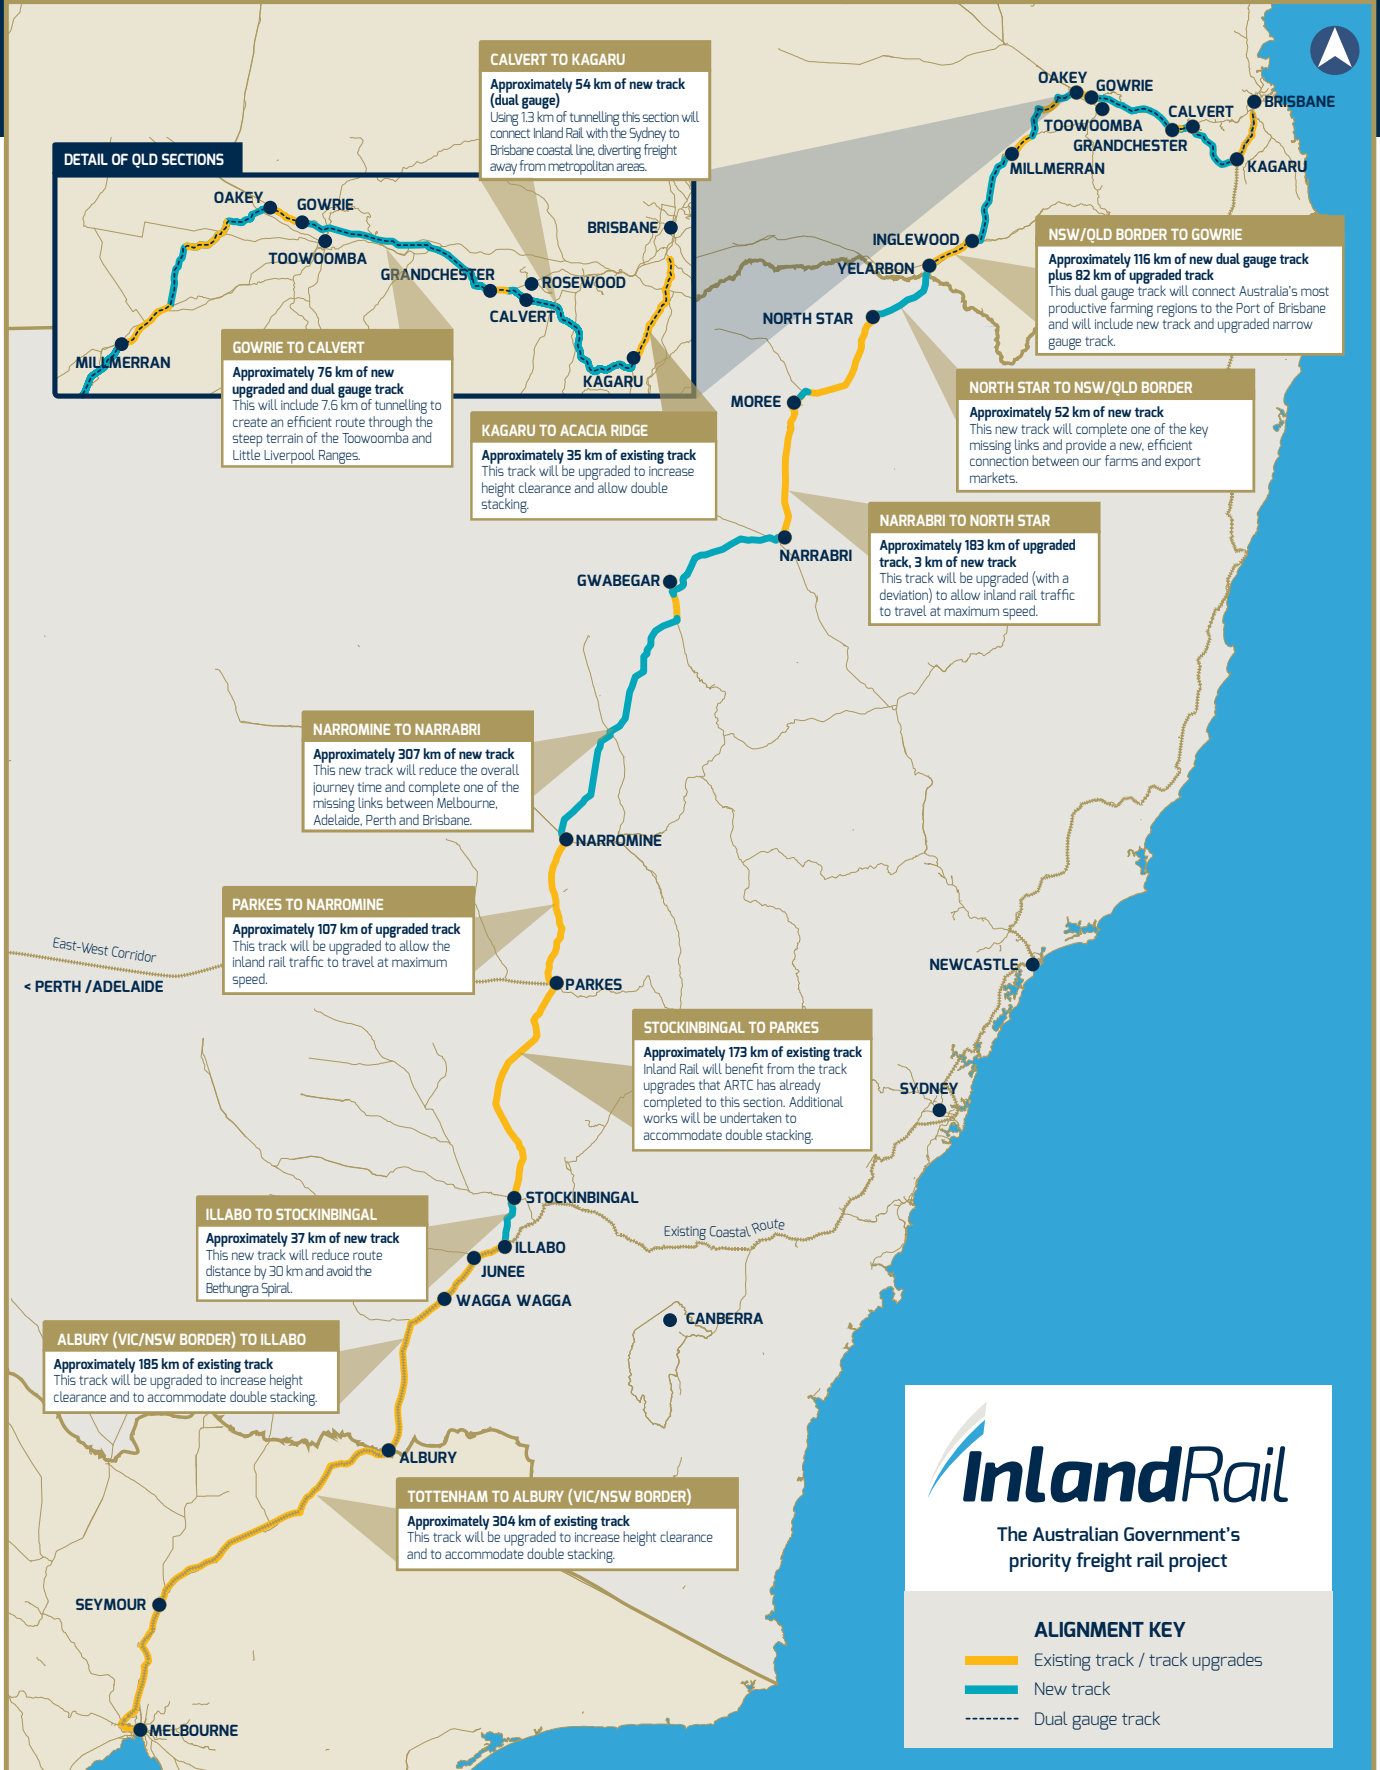 CALVERT TO KAGARU
Approximately 54 km of new track
(dual gauge)
Using 1.3 km of tunnelling this section will
connect Inland Rail with the Sydney to
Brisbane coastal line, diverting freight
away from metropolitan areas.
OAKEY
GOWRIE
TOOWOOMBA
CALVERT
GRANDCHESTER
BRISBANE
KAGARU
MILLMERRAN
DETAIL OF QLD SECTIONS
OAKEY
GOWRIE
TOOWOOMBA
GRANDCHESTER
BRISBANE
ROSEWOOD
CALVERT
MILLMERRAN
KAGARU
INGLEWOOD
YELARBON
NORTH STAR
MOREE
NSW/QLD BORDER TO GOWRIE
Approximately 116 km of new dual gauge track
plus 82 km of upgraded track
This dual gauge track will connect Australia's most
productive farming regions to the Port of Brisbane
and will include new track and upgraded narrow
gauge track.
GOWRIE TO CALVERT
Approximately 76 km of new
upgraded and dual gauge track
This will include 7.6 km of tunnelling to
create an efficient route through the
steep terrain of the Toowoomba and
Little Liverpool Ranges.
NORTH STAR TO NSW/QLD BORDER
Approximately 52 km of new track
This new track will complete one of the key
missing links and provide a new, efficient
connection between our farms and export
markets.
KAGARU TO ACACIA RIDGE
Approximately 35 km of existing track
This track will be upgraded to increase
height clearance and allow double
stacking.
NARRABRI TO NORTH STAR
Approximately 183 km of upgraded
track, 3 km of new track
This track will be upgraded (with a
deviation) to allow inland rail traffic
to travel at maximum speed.
NARRABRI
GWABEGAR
NARROMINE TO NARRABRI
Approximately 307 km of new track
This new track will reduce the overall
journey time and complete one of the
missing links between Melbourne,
Adelaide, Perth and Brisbane.
NARROMINE
PARKES TO NARROMINE
Approximately 107 km of upgraded track
This track will be upgraded to allow the
inland rail traffic to travel at maximum
speed.
East-West Corridor
< PERTH /ADELAIDE
PARKES
NEWCASTLE
STOCKINBINGAL TO PARKES
Approximately 173 km of existing track
Inland Rail will benefit from the track
upgrades that ARTC has already
completed to this section. Additional
works will be undertaken to
accommodate double stacking.
SYDNEY
STOCKINBINGAL
Existing Coastal Route
ILLABO TO STOCKINBINGAL
Approximately 37 km of new track
This new track will reduce route
distance by 30 km and avoid the
Bethungra Spiral.
ILLABO
JUNEE
WAGGA WAGGA
CANBERRA
ALBURY (VIC/NSW BORDER) TO ILLABO
Approximately 185 km of existing track
This track will be upgraded to increase height
clearance and to accommodate double stacking.
ALBURY
TOTTENHAM TO ALBURY (VIC/NSW BORDER)
Approximately 304 km of existing track
This track will be upgraded to increase height clearance
and to accommodate double stacking.
SEYMOUR
MELBOURNE
InlandRail
The Australian Government's
priority freight rail project
ALIGNMENT KEY
Existing track / track upgrades
New track
Dual gauge track